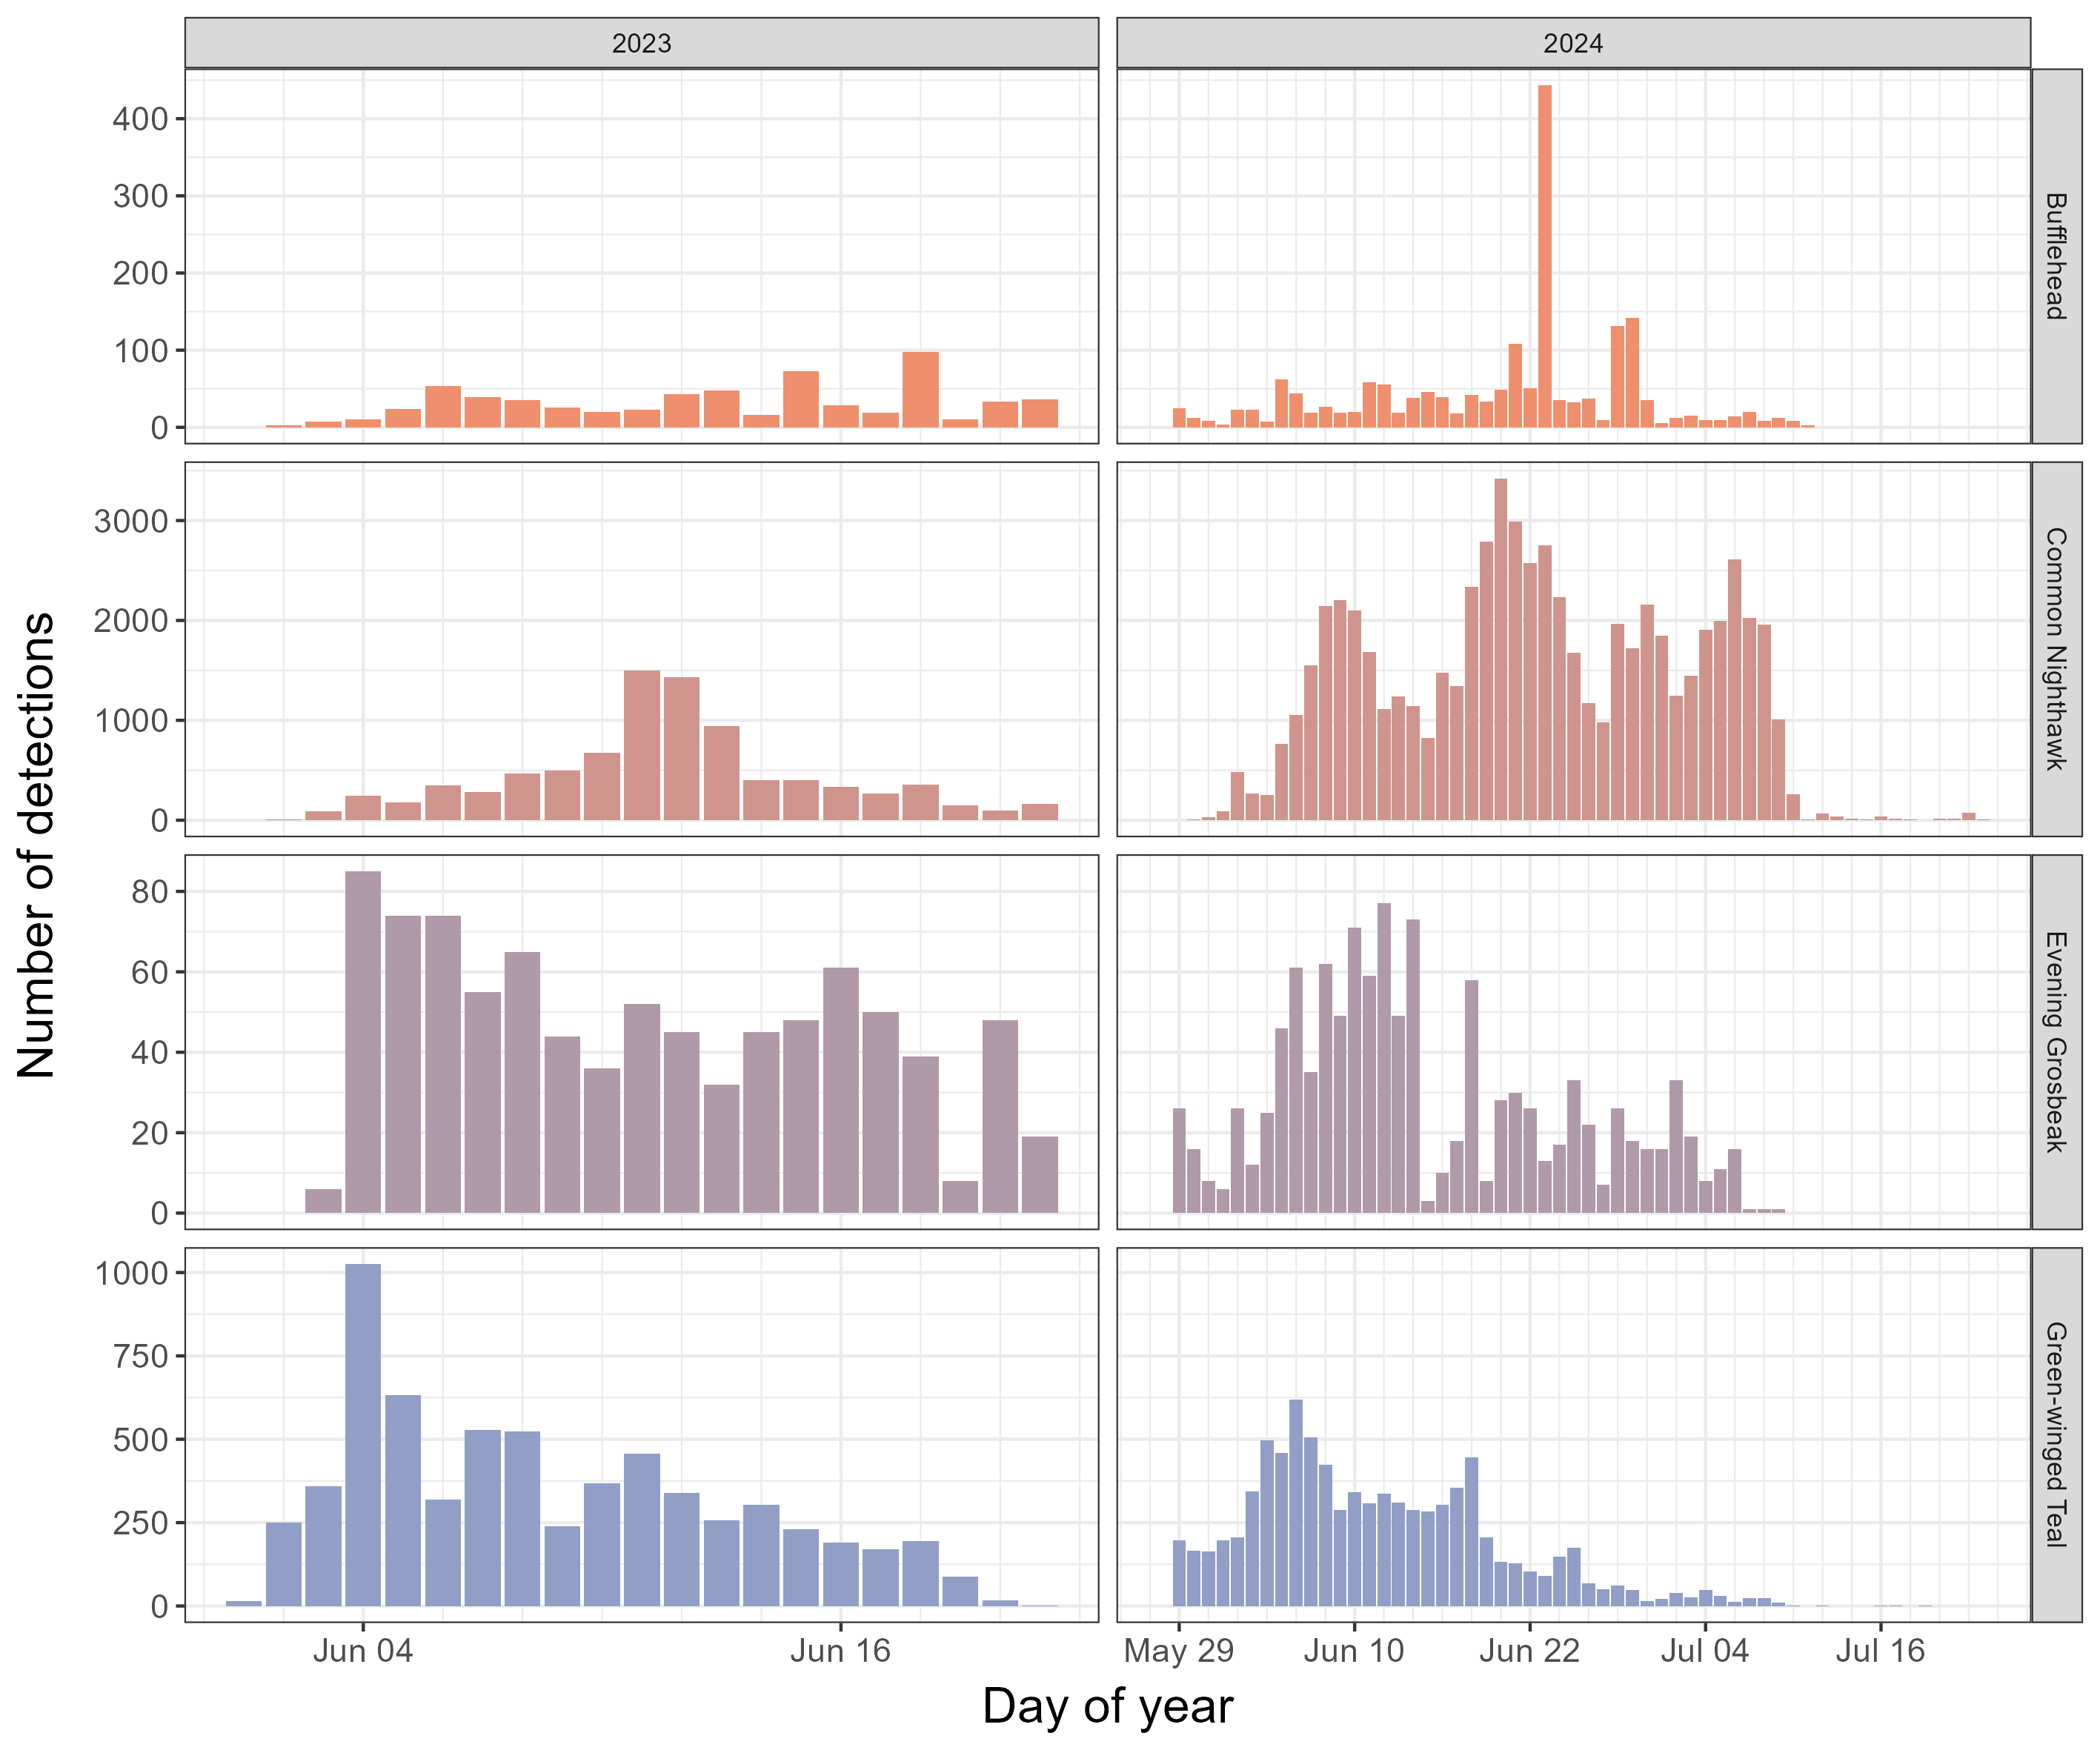 2023
2024
400
300
200
100
0
Bufflehead
3000
2000
1000
0
Common Nighthawk
80
60
40
20
0
Evening Grosbeak
1000
750
500
250
0
Green-winged Teal
Number of detections
Jun 04
Jun 16
May 29
Jun 10
Jun 22
Jul 04
Jul 16
Day of year